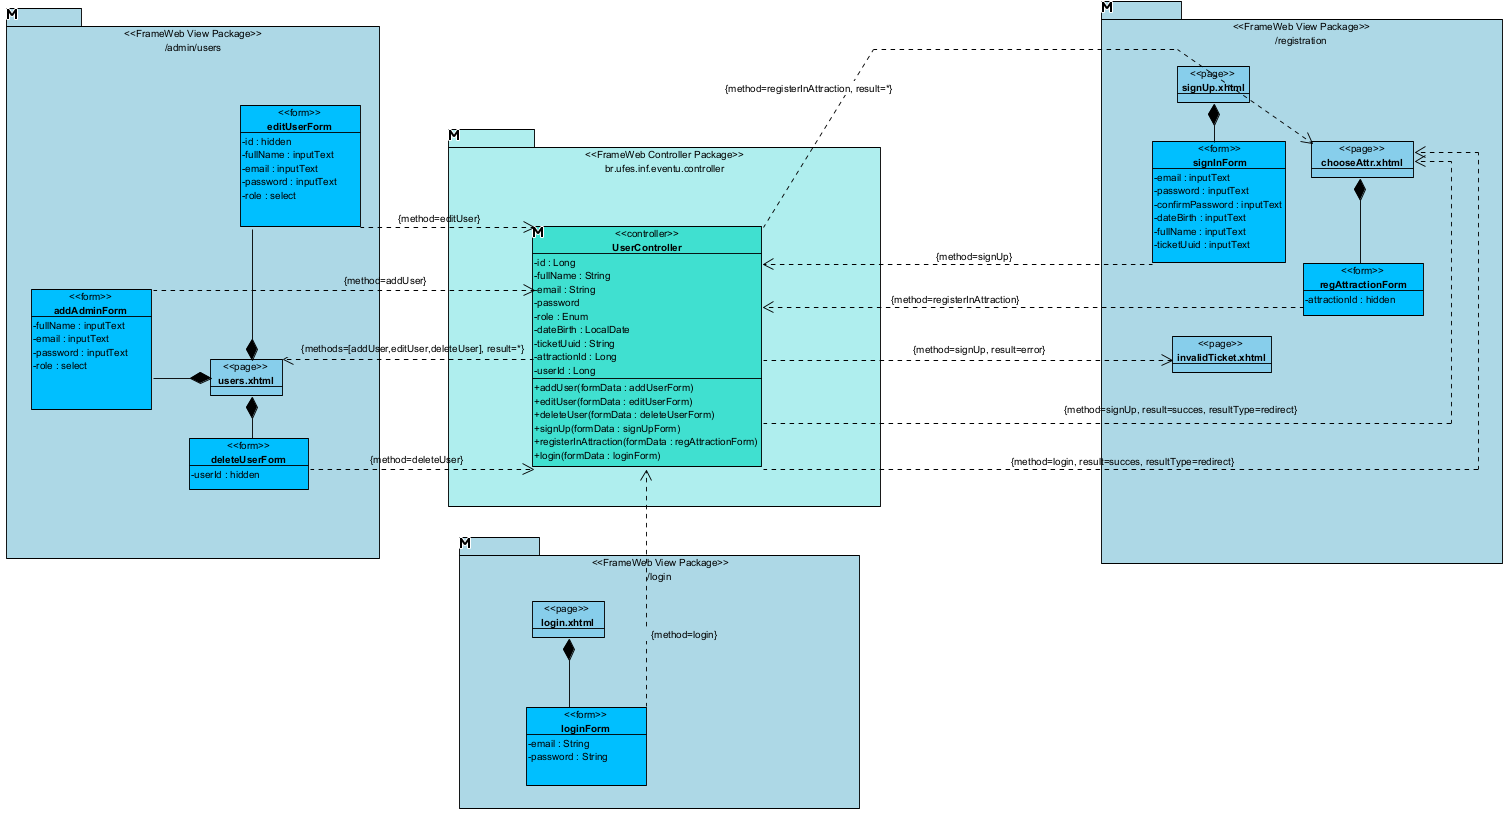 M
<<FrameWeb View Package>>
/admin/users
<<form>>
editUserForm
-id : hidden
-fullName : inputText
-email : inputText
-password : inputText
-role : select
{method=editUser}
{method=addUser}
<<form>>
addAdminForm
-fullName : inputText
-email : inputText
-password : inputText
-role : select
{methods=[addUser,editUser,deleteUser], result=*}
<<page>>
users.xhtml
<<form>>
deleteUserForm
-userId : hidden
{method=deleteUser}
M
<<FrameWeb Controller Package>>
br.ufes.inf.eventu.controller
M
<<controller>>
UserController
-id : Long
-fullName : String
-email : String
-password
-role : Enum
-dateBirth : LocalDate
-ticketUuid : String
-attractionId : Long
-userId : Long
+addUser(formData : addUserForm)
+editUser(formData : editUserForm)
+deleteUser(formData : deleteUserForm)
+signUp(formData : signUpForm)
+registerInAttraction(formData : regAttractionForm)
+login(formData : loginForm)
M
<<FrameWeb View Package>>
/login
<<page>>
login.xhtml
{method=login}
<<form>>
loginForm
-email : String
-password : String
{method=registerInAttraction, result=*}
M
<<FrameWeb View Package>>
/registration
<<page>>
signUp.xhtml
<<form>>
signInForm
-email : inputText
-password : inputText
-confirmPassword : inputText
-dateBirth : inputText
-fullName : inputText
-ticketUuid : inputText
<<page>>
chooseAttr.xhtml
{method=signUp}
<<form>>
regAttractionForm
-attractionId : hidden
{method=registerInAttraction}
<<page>>
invalidTicket.xhtml
{method=signUp, result=error}
{method=signUp, result=succes, resultType=redirect}
{method=login, result=succes, resultType=redirect}